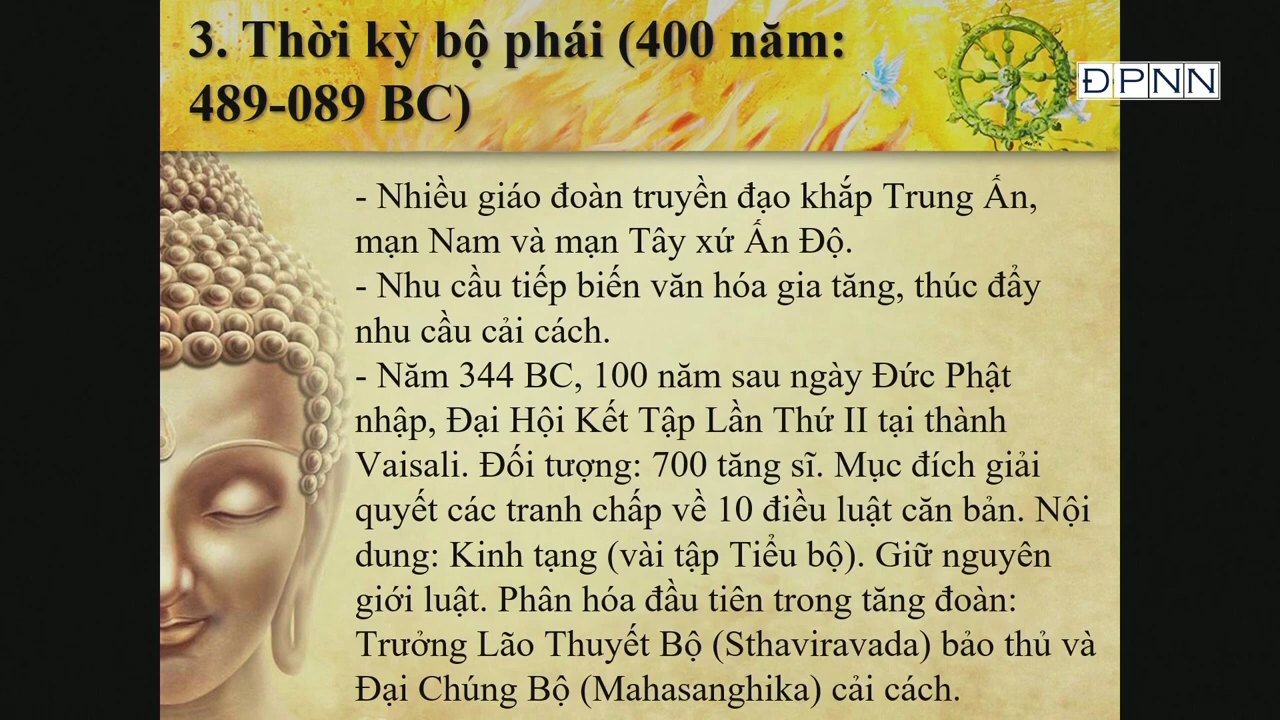 3. Thời kỳ bộ phái (400 năm:
489-089 BC)
ĐPNN
- Nhiều giáo đoàn truyền đạo khắp Trung Ấn,
mạn Nam và mạn Tây xứ Ấn Độ.
- Nhu cầu tiếp biến văn hóa gia tăng, thúc đẩy
nhu cầu cải cách.
- Năm 344 BC, 100 năm sau ngày Đức Phật
nhập, Đại Hội Kết Tập Lần Thứ II tại thành
Vaisali. Đối tượng: 700 tăng sĩ. Mục đích giải
quyết các tranh chấp về 10 điều luật căn bản. Nội
dung: Kinh tạng (vài tập Tiểu bộ). Giữ nguyên
giới luật. Phân hóa đầu tiên trong tăng đoàn:
Trưởng Lão Thuyết Bộ (Sthaviravada) bảo thủ và
Đại Chúng Bộ (Mahasanghika) cải cách.